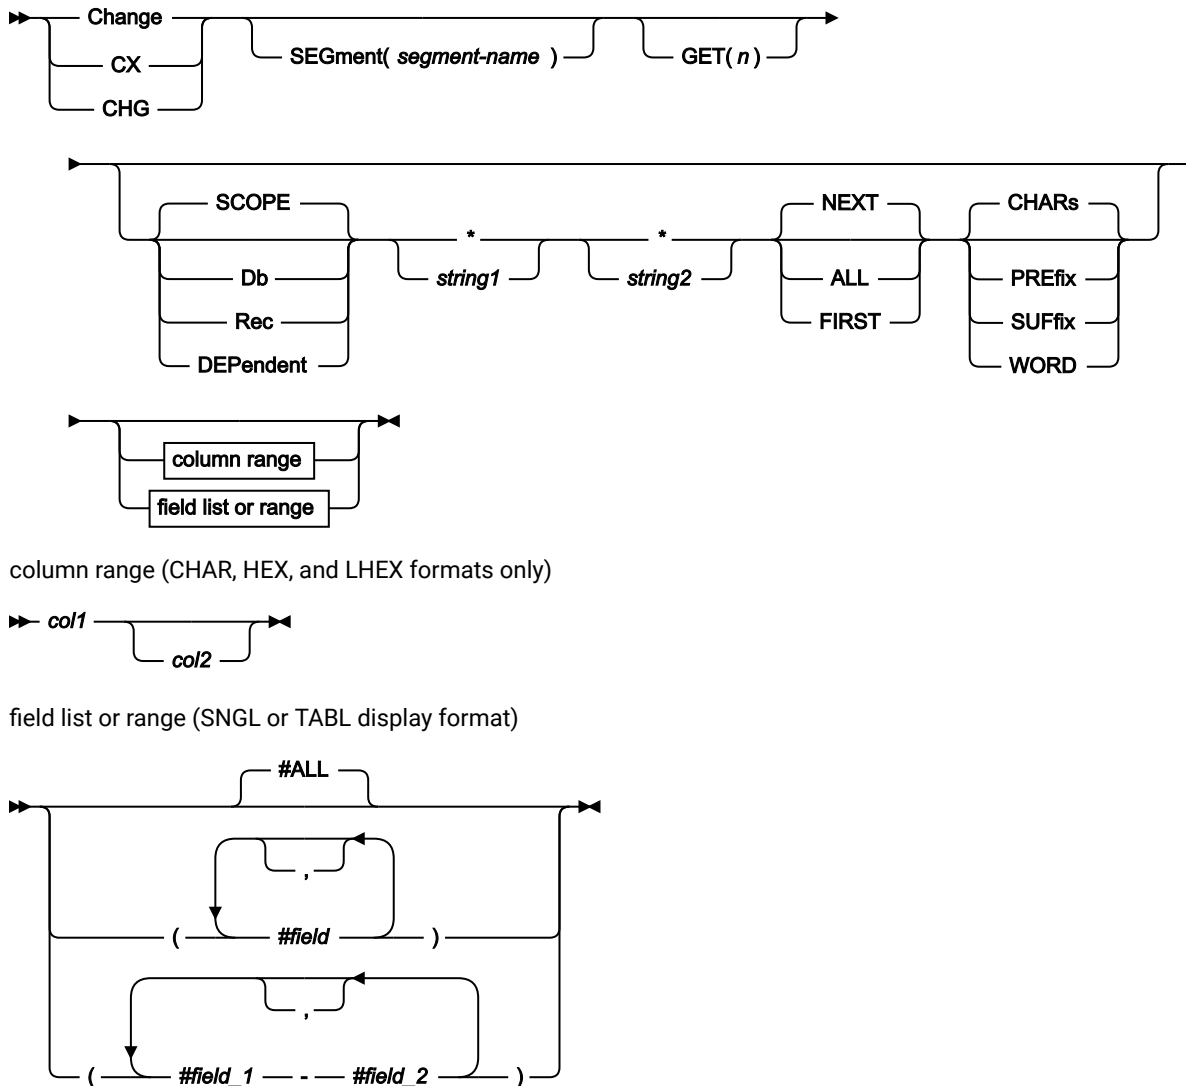 Change
CX
CHG
SEGment( segment-name )
GET( n )
SCOPE
Db
Rec
DEPendent
*
string1
*
string2
NEXT
ALL
FIRST
CHARs
PREfix
SUFfix
WORD
column range
field list or range
column range (CHAR, HEX, and LHEX formats only)
col1
col2
field list or range (SNGL or TABL display format)
#ALL
,
( #field )
,
( #field_1 - #field_2 )